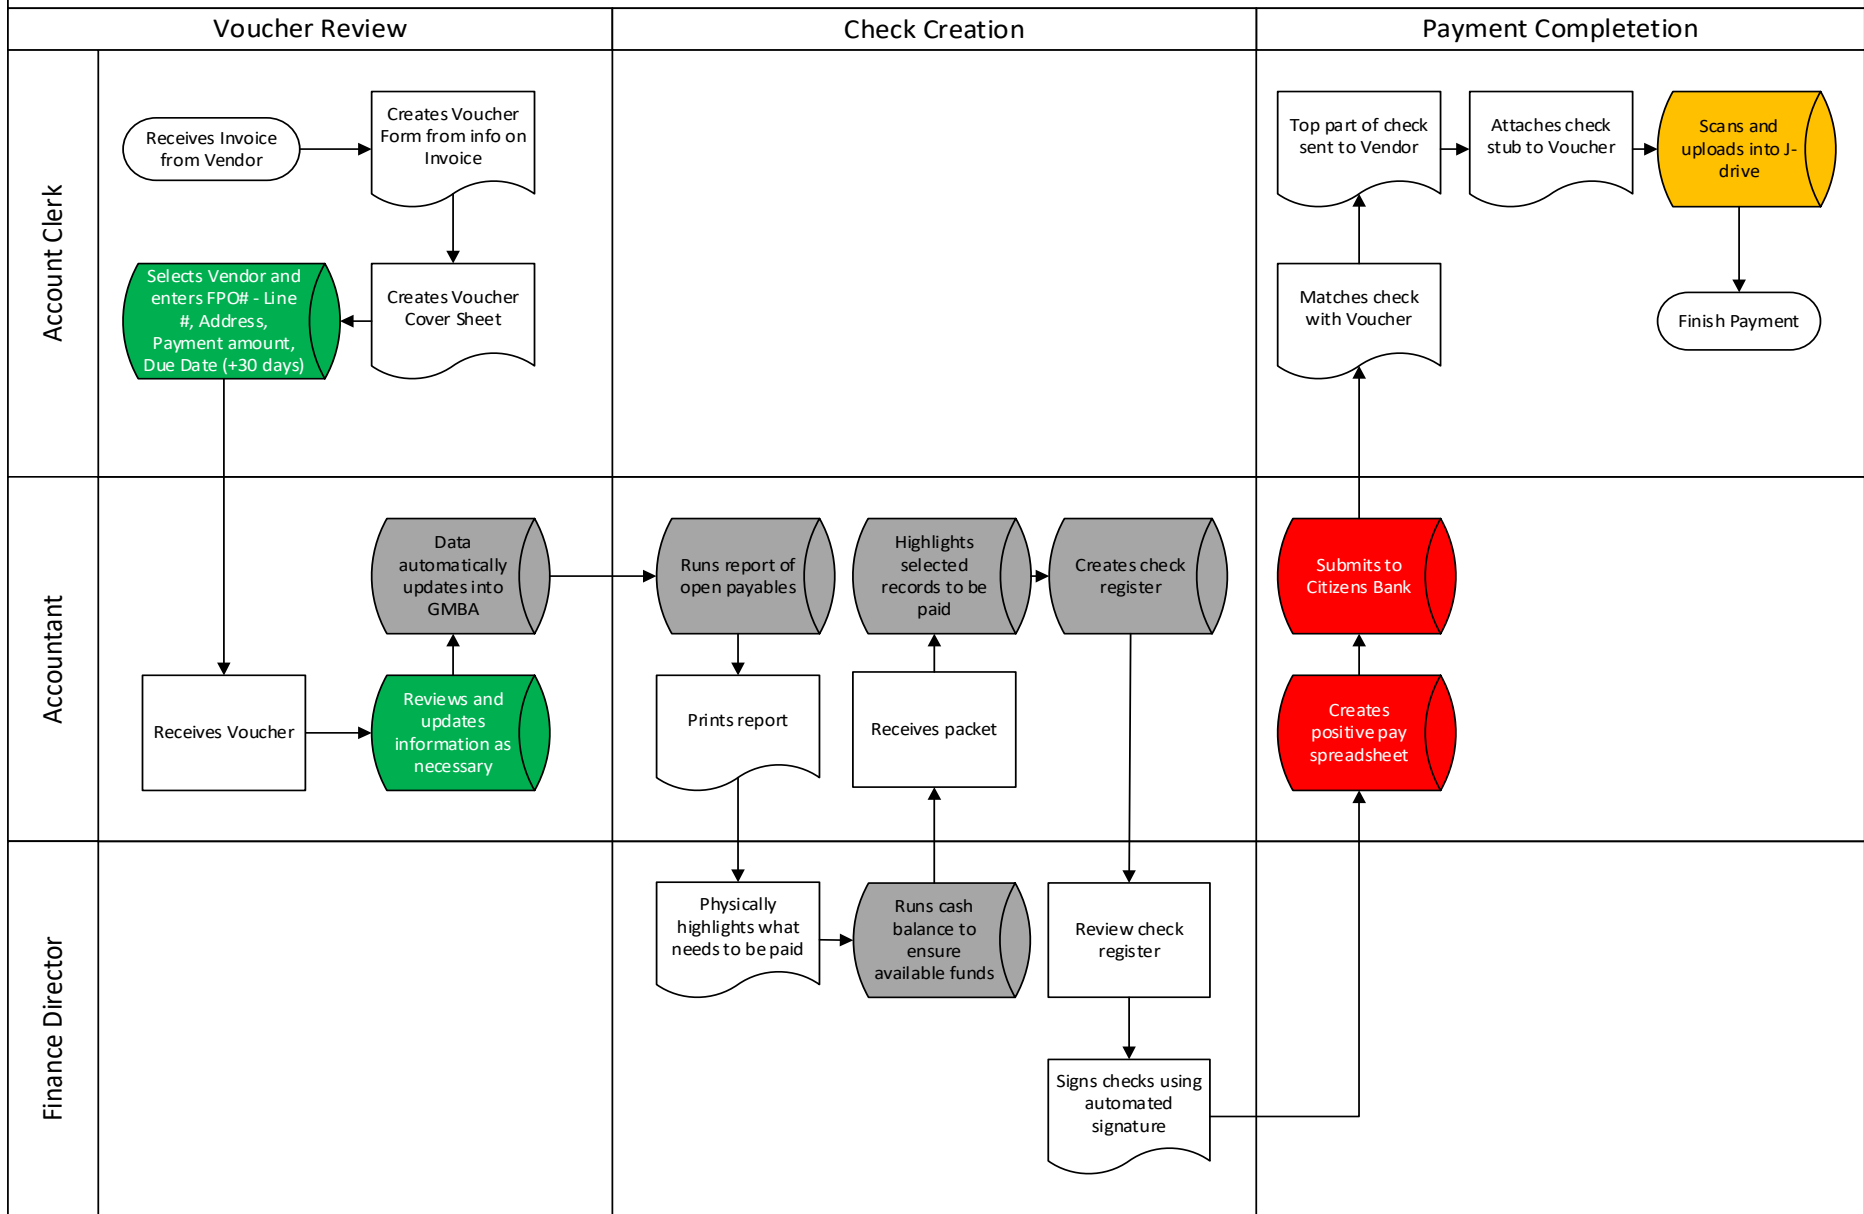 Voucher Review
Check Creation
Payment Completetion
Account Clerk
Receives Invoice
from Vendor
Creates Voucher
Form from info on
Invoice
Selects Vendor and
enters FPO# - Line
#, Address,
Payment amount,
Due Date (+30 days)
Creates Voucher
Cover Sheet
Top part of check
sent to Vendor
Attaches check
stub to Voucher
Scans and
uploads into J-
drive
Matches check
with Voucher
Finish Payment
Accountant
Data
automatically
updates into
GMBA
Receives Voucher
Reviews and
updates
information as
necessary
Runs report of
open payables
Highlights
selected
records to be
paid
Creates check
register
Prints report
Receives packet
Submits to
Citizens Bank
Creates
positive pay
spreadsheet
Finance Director
Physically
highlights what
needs to be paid
Runs cash
balance to
ensure
available funds
Review check
register
Signs checks using
automated
signature